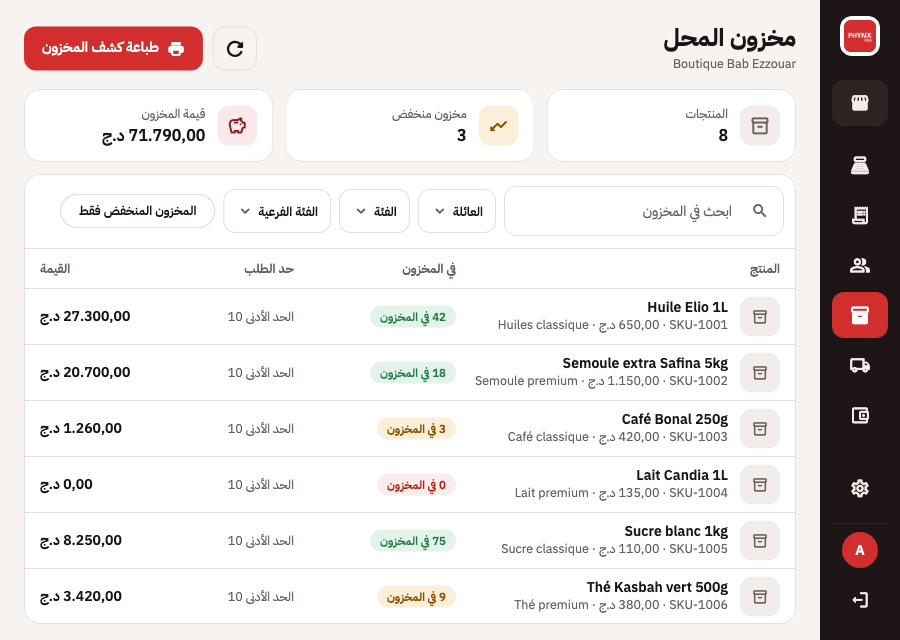 PHYNX
POS
مخزون المحل
Boutique Bab Ezzouar
طباعة كشف المخزون
المنتجات
8
مخزون منخفض
3
قيمة المخزون
71.790,00 د.ج
ابحث في المخزون
العائلة
الفئة
الفئة الفرعية
المخزون المنخفض فقط
المنتج
في المخزون
حد الطلب
القيمة
Huile Elio 1L
Huiles classique · د.ج 650,00 · SKU-1001
42 في المخزون
الحد الأدنى 10
27.300,00 د.ج
Semoule extra Safina 5kg
Semoule premium · د.ج 1.150,00 · SKU-1002
18 في المخزون
الحد الأدنى 10
20.700,00 د.ج
Café Bonal 250g
Café classique · د.ج 420,00 · SKU-1003
3 في المخزون
الحد الأدنى 10
1.260,00 د.ج
Lait Candia 1L
Lait premium · د.ج 135,00 · SKU-1004
0 في المخزون
الحد الأدنى 10
0,00 د.ج
Sucre blanc 1kg
Sucre classique · د.ج 110,00 · SKU-1005
75 في المخزون
الحد الأدنى 10
8.250,00 د.ج
Thé Kasbah vert 500g
Thé premium · د.ج 380,00 · SKU-1006
9 في المخزون
الحد الأدنى 10
3.420,00 د.ج
A